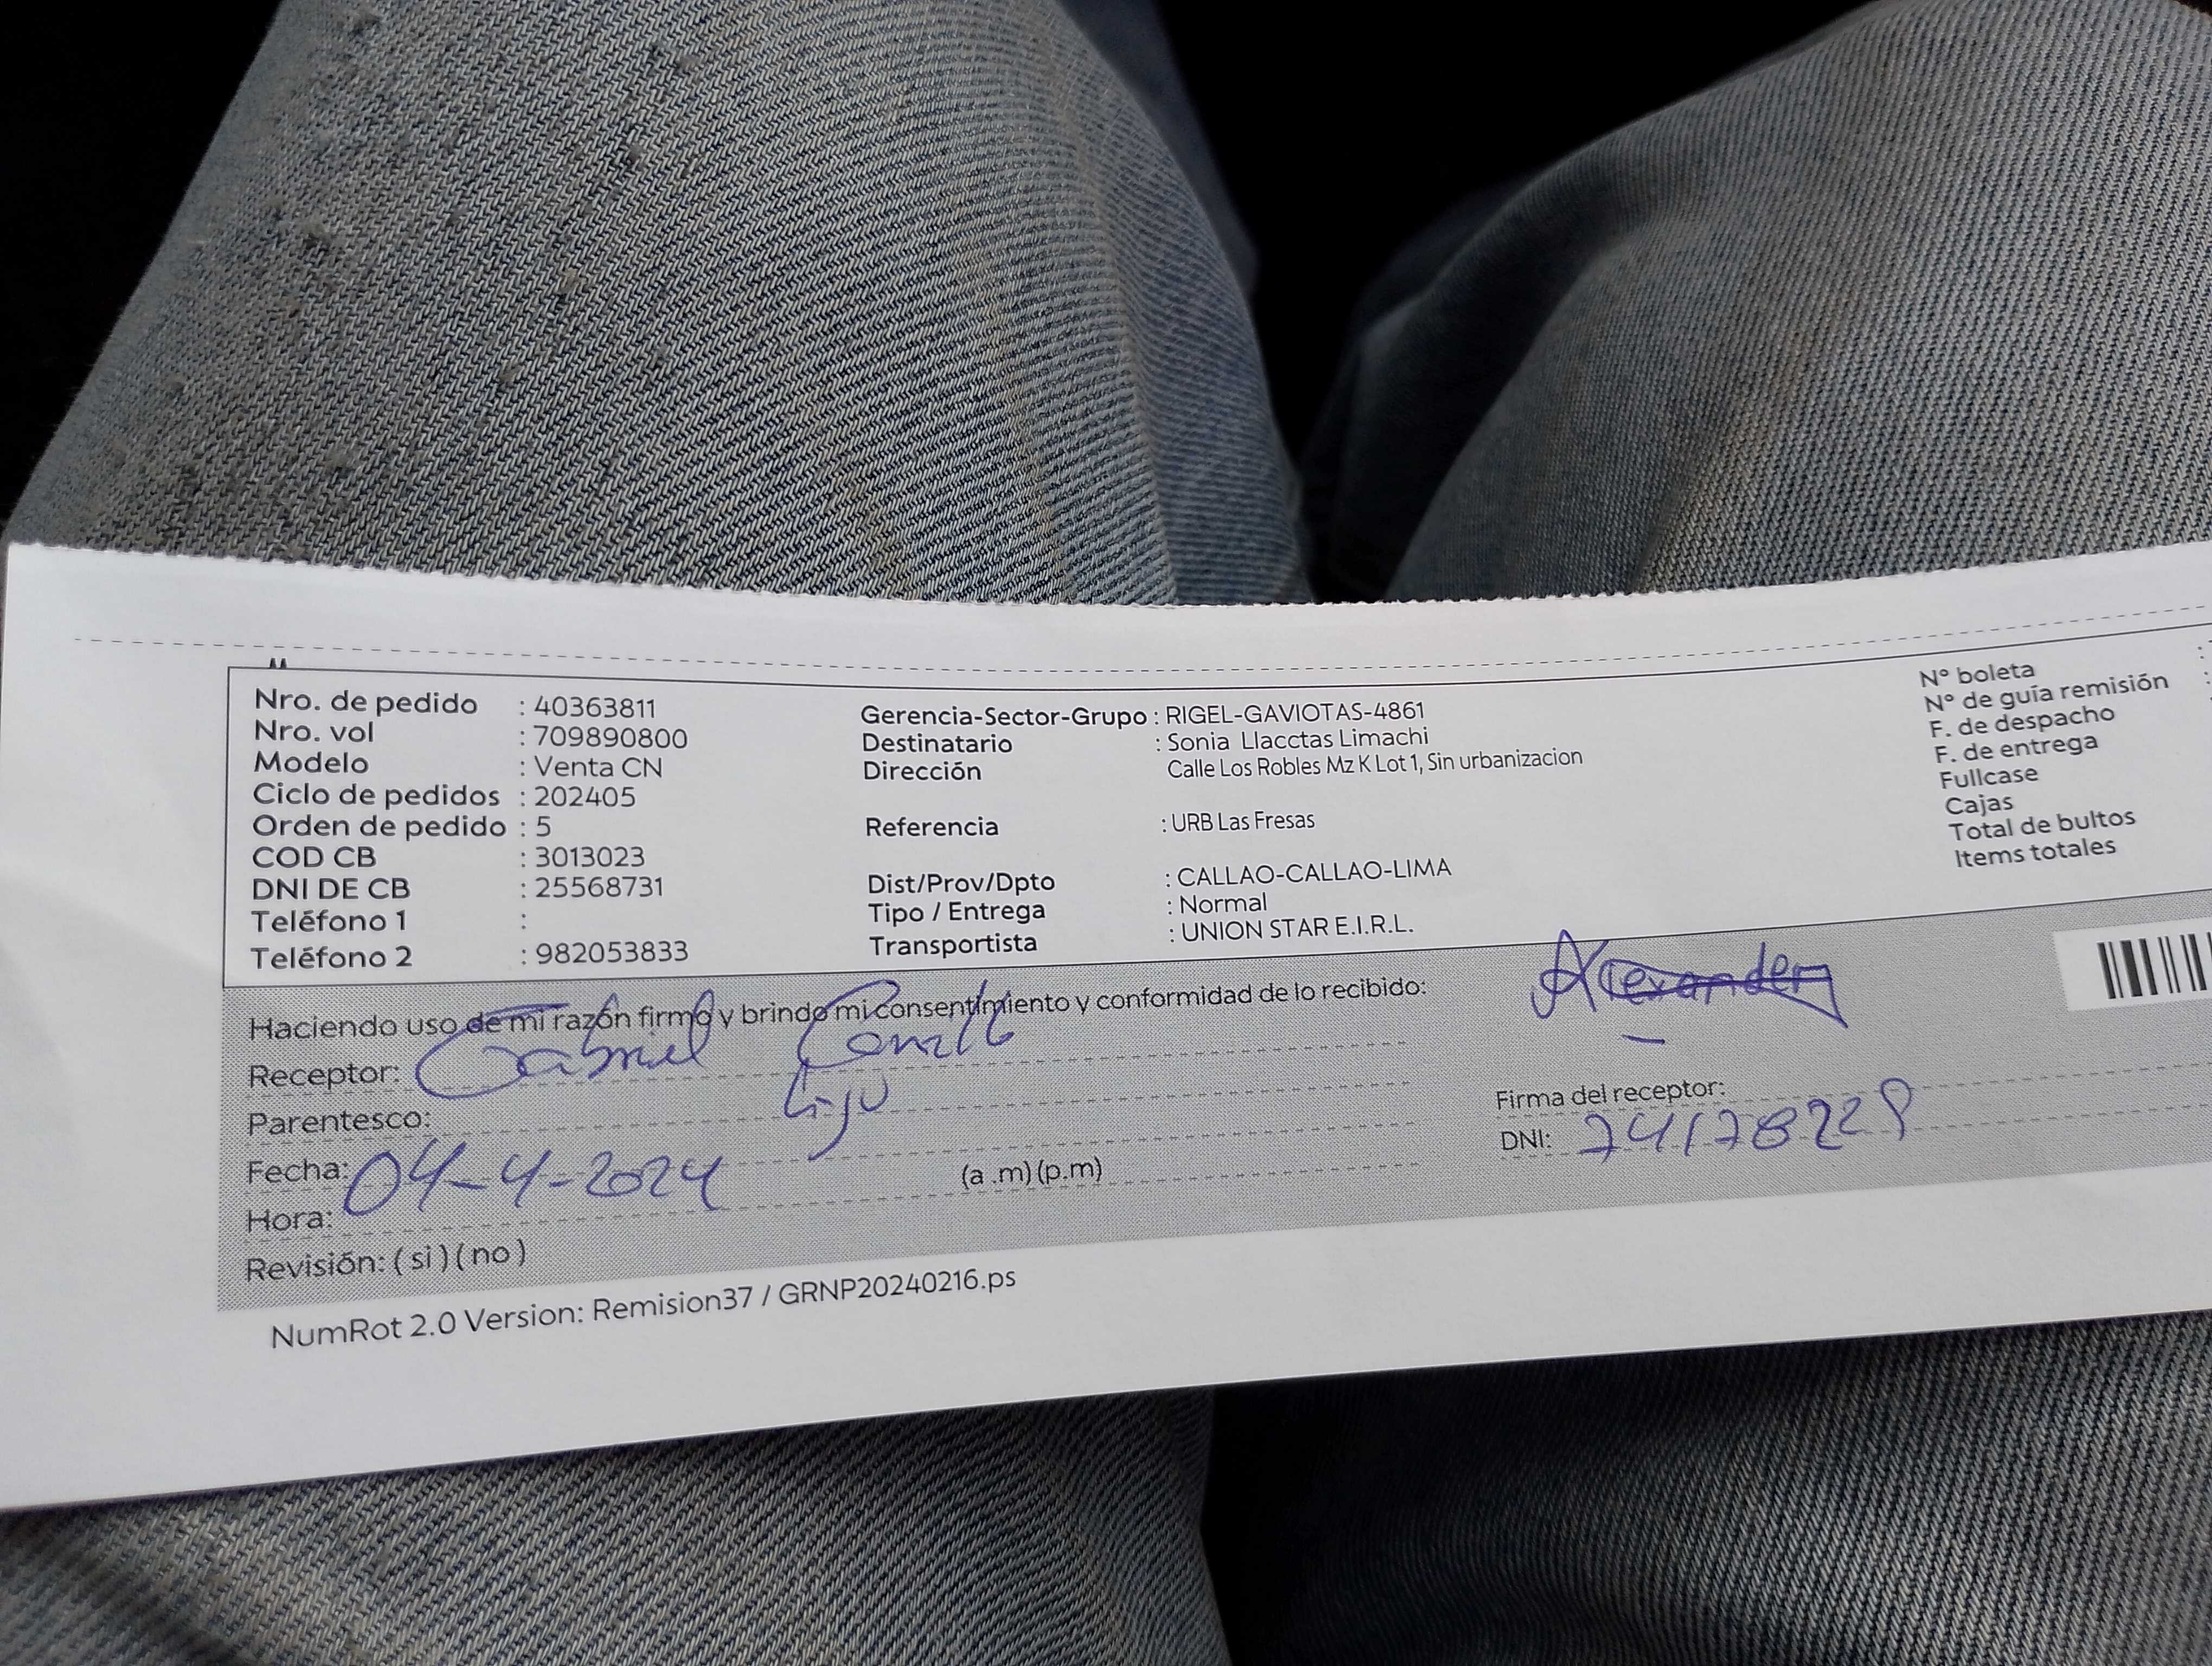 Nro. de pedido : 40363811
Nro. vol : 709890800
Modelo : Venta CN
Ciclo de pedidos : 202405
Orden de pedido : 5
COD CB : 3013023
DNI DE CB : 25568731
Teléfono 1 :
Teléfono 2 : 982053833
Gerencia-Sector-Grupo : RIGEL-GAVIOTAS-4861
Destinatario : Sonia Llacctas Limachi
Dirección Calle Los Robles Mz K Lot 1, Sin urbanizacion
Referencia : URB Las Fresas
Dist/Prov/Dpto : CALLAO-CALLAO-LIMA
Tipo / Entrega : Normal
Transportista : UNION STAR E.I.R.L.
N° boleta :
N° de guía remisión :
F. de despacho
F. de entrega
Fullcase
Cajas
Total de bultos
Items totales
Haciendo uso de mi razón firmo y brindo mi consentimiento y conformidad de lo recibido:
Alexander
Receptor: Gabriel
Parentesco: hijo
Fecha: 04-4-2024
Hora: (a .m) (p.m)
Revisión: ( si ) ( no )
Firma del receptor:
DNI: 74178228
NumRot 2.0 Version: Remision37 / GRNP20240216.ps